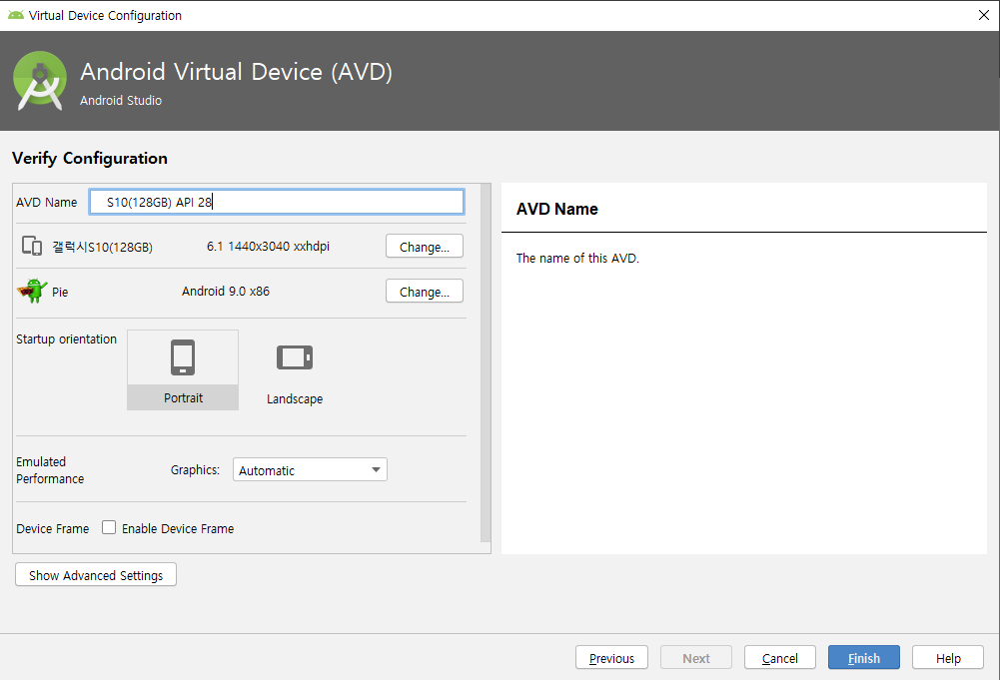 Virtual Device Configuration
Android Virtual Device (AVD)
Android Studio
Verify Configuration
AVD Name S10(128GB) API 28
갤럭시S10(128GB) 6.1 1440x3040 xxhdpi Change...
Pie Android 9.0 x86 Change...
Startup orientation
Portrait
Landscape
Emulated
Performance
Graphics: Automatic
Device Frame Enable Device Frame
Show Advanced Settings
AVD Name
The name of this AVD.
Previous Next Cancel Finish Help